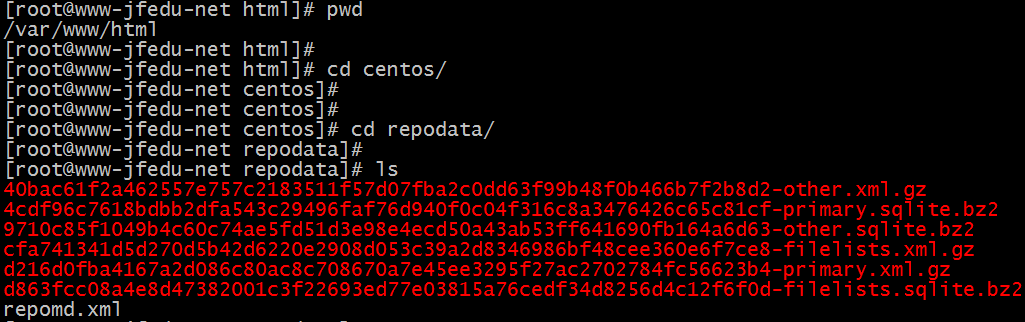 [root@www-jfedu-net html]# pwd
/var/www/html
[root@www-jfedu-net html]#
[root@www-jfedu-net html]# cd centos/
[root@www-jfedu-net centos]#
[root@www-jfedu-net centos]#
[root@www-jfedu-net centos]# cd repodata/
[root@www-jfedu-net repodata]#
[root@www-jfedu-net repodata]# ls
40bac61f2a462557e757c2183511f57d07fba2c0dd63f99b48f0b466b7f2b8d2-other.xml.gz
4cdf96c7618bdbb2dfa543c29496faf76d940f0c04f316c8a3476426c65c81cf-primary.sqlite.bz2
9710c85f1049b4c60c74ae5fd51d3e98e4ecd50a43ab53ff641690fb164a6d63-other.sqlite.bz2
cfa741341d5d270d5b42d6220e2908d053c39a2d8346986bf48cee360e6f7ce8-filelists.xml.gz
d216d0fba4167a2d086c80ac8c708670a7e45ee3295f27ac2702784fc56623b4-primary.xml.gz
d863fcc08a4e8d47382001c3f22693ed77e03815a76cedf34d8256d4c12f6f0d-filelists.sqlite.bz2
repomd.xml